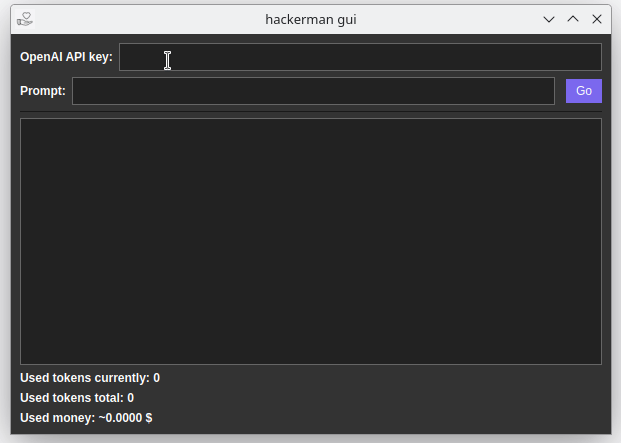 hackerman gui
OpenAI API key:
Prompt: Go
Used tokens currently: 0
Used tokens total: 0
Used money: ~0.0000 $